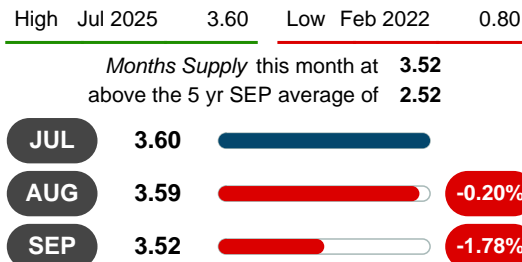 High Jul 2025 3.60 Low Feb 2022 0.80
Months Supply this month at 3.52
above the 5 yr SEP average of 2.52
JUL 3.60
AUG 3.59 -0.20%
SEP 3.52 -1.78%